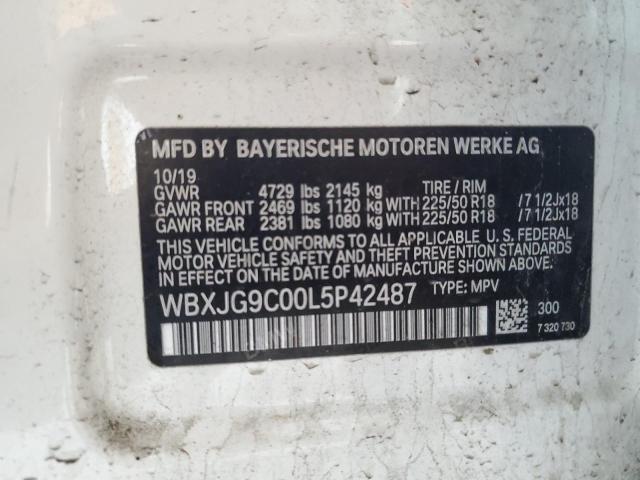 MFD BY BAYERISCHE MOTOREN WERKE AG
10/19
GVWR 4729 lbs 2145 kg TIRE / RIM
GAWR FRONT 2469 lbs 1120 kg WITH 225/50 R18 /7 1/2Jx18
GAWR REAR 2381 lbs 1080 kg WITH 225/50 R18 /7 1/2Jx18
THIS VEHICLE CONFORMS TO ALL APPLICABLE U.S. FEDERAL
MOTOR VEHICLE SAFETY AND THEFT PREVENTION STANDARDS
IN EFFECT ON THE DATE OF MANUFACTURE SHOWN ABOVE.
WBXJG9C00L5P42487 TYPE: MPV
300
7 320 730